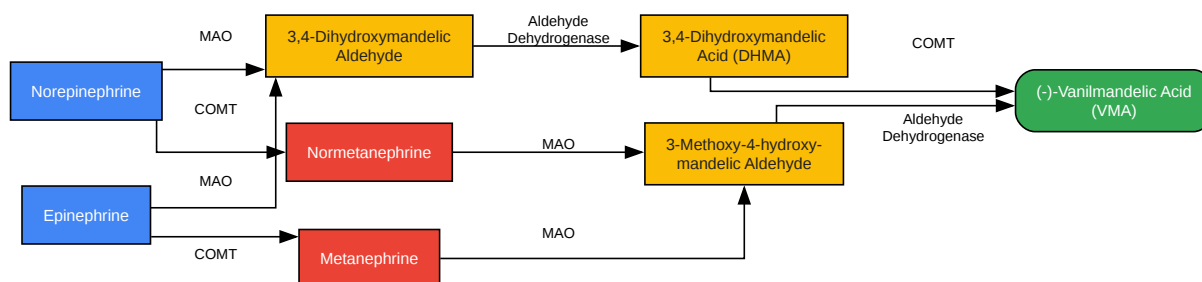 MAO
3,4-Dihydroxymandelic
Aldehyde
Aldehyde
Dehydrogenase
3,4-Dihydroxymandelic
Acid (DHMA)
COMT
Norepinephrine
(-)-Vanilmandelic Acid
(VMA)
COMT
Aldehyde
Dehydrogenase
Normetanephrine
MAO
3-Methoxy-4-hydroxy-
mandelic Aldehyde
MAO
Epinephrine
COMT
Metanephrine
MAO